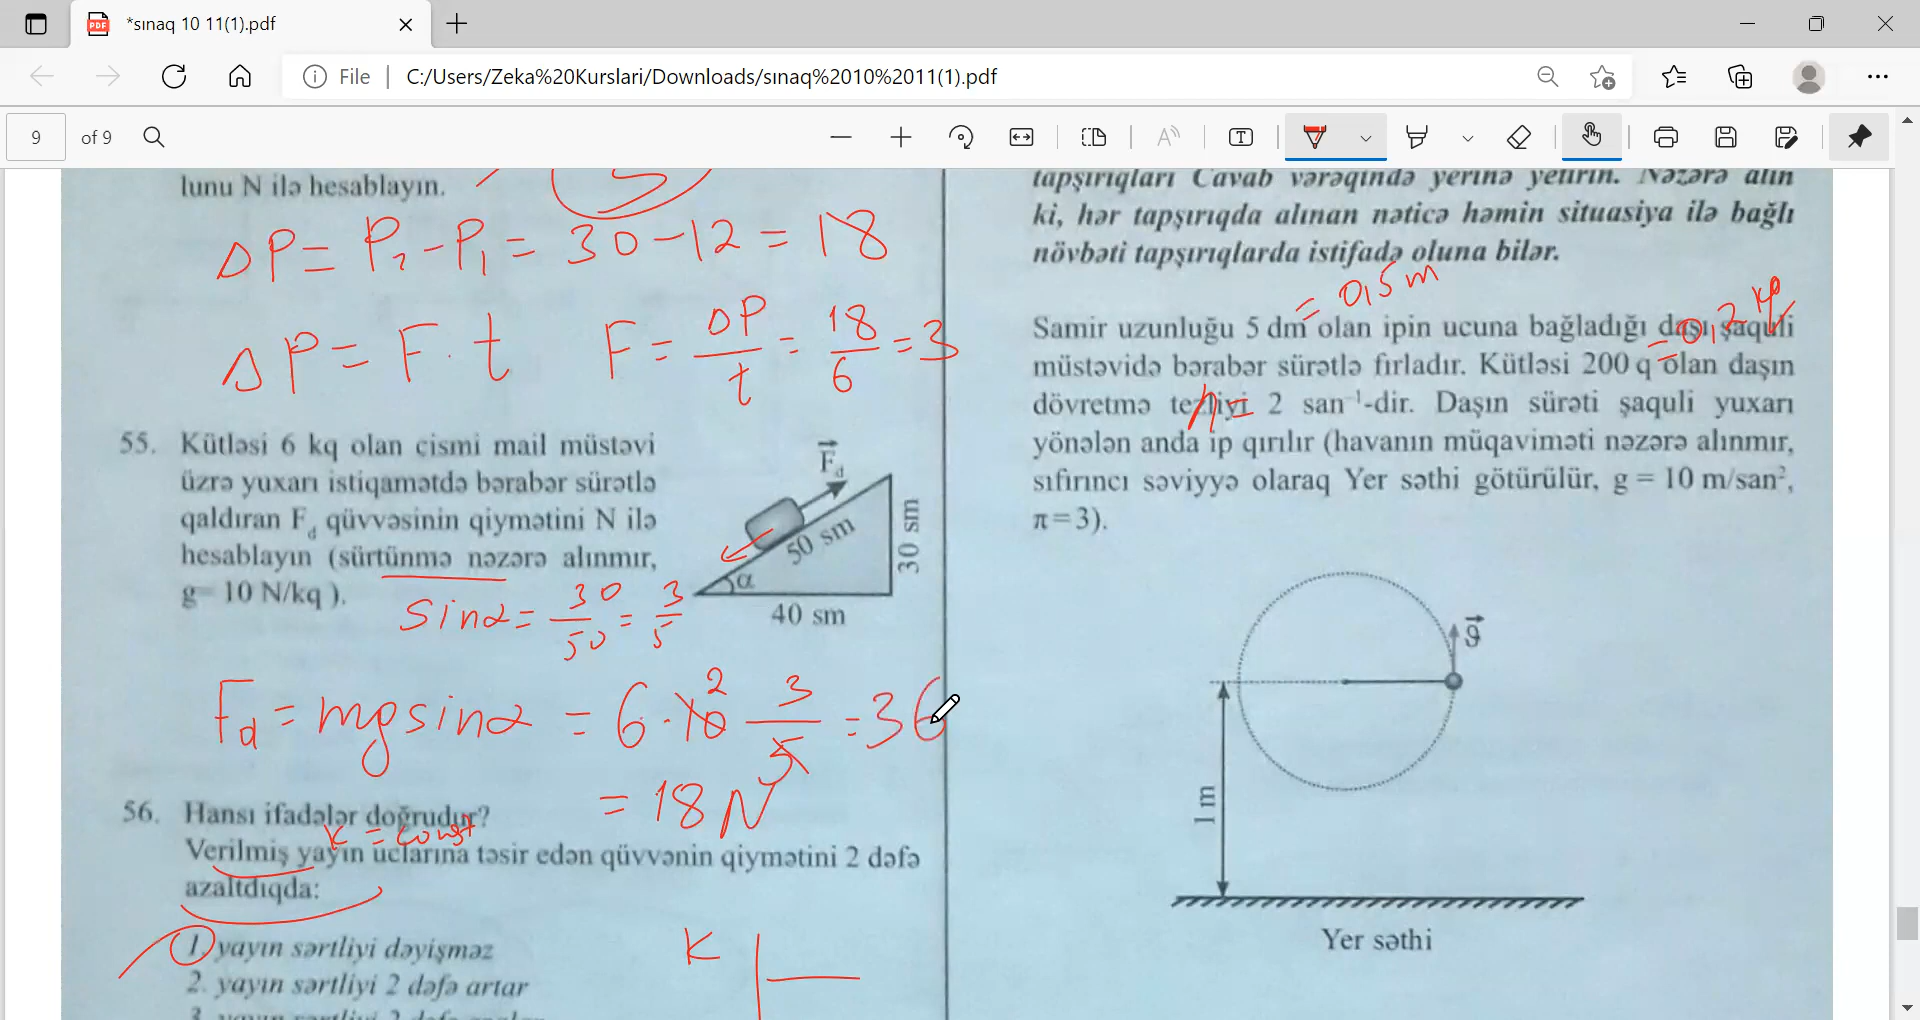 *sınaq 10 11(1).pdf
File
C:/Users/Zeka%20Kurslari/Downloads/sınaq%2010%2011(1).pdf
9 of 9
lunu N ilə hesablayın.
ΔP = P₂ - P₁ = 30 - 12 = 18
ΔP = F · t F = ΔP/t = 18/6 = 3
55. Kütləsi 6 kq olan cismi mail müstəvi
üzrə yuxarı istiqamətdə bərabər sürətlə
qaldıran F_d qüvvəsinin qiymətini N ilə
hesablayın (sürtünmə nəzərə alınmır,
g= 10 N/kq ).
F_d
50 sm
30 sm
α
40 sm
sinα = 30/50 = 3/5
F_d = mg sinα = 6 · 10 2 3/5 = 36
= 18 N
56. Hansı ifadələr doğrudur?
K = const
Verilmiş yayın uclarına təsir edən qüvvənin qiymətini 2 dəfə
azaltdıqda:
1. yayın sərtliyi dəyişməz
K
2. yayın sərtliyi 2 dəfə artar
tapşırıqları Cavab vərəqində yerinə yetirin. Nəzərə alın
ki, hər tapşırıqda alınan nəticə həmin situasiya ilə bağlı
növbəti tapşırıqlarda istifadə oluna bilər.
= 0,5 m
= 0,2 kq
Samir uzunluğu 5 dm olan ipin ucuna bağladığı daşı şaquli
müstəvidə bərabər sürətlə fırladır. Kütləsi 200 q olan daşın
dövretmə tezliyi 2 san⁻¹-dir. Daşın sürəti şaquli yuxarı
n =
yönələn anda ip qırılır (havanın müqaviməti nəzərə alınmır,
sıfırıncı səviyyə olaraq Yer səthi götürülür, g = 10 m/san²,
π=3).
ϑ
1 m
Yer səthi